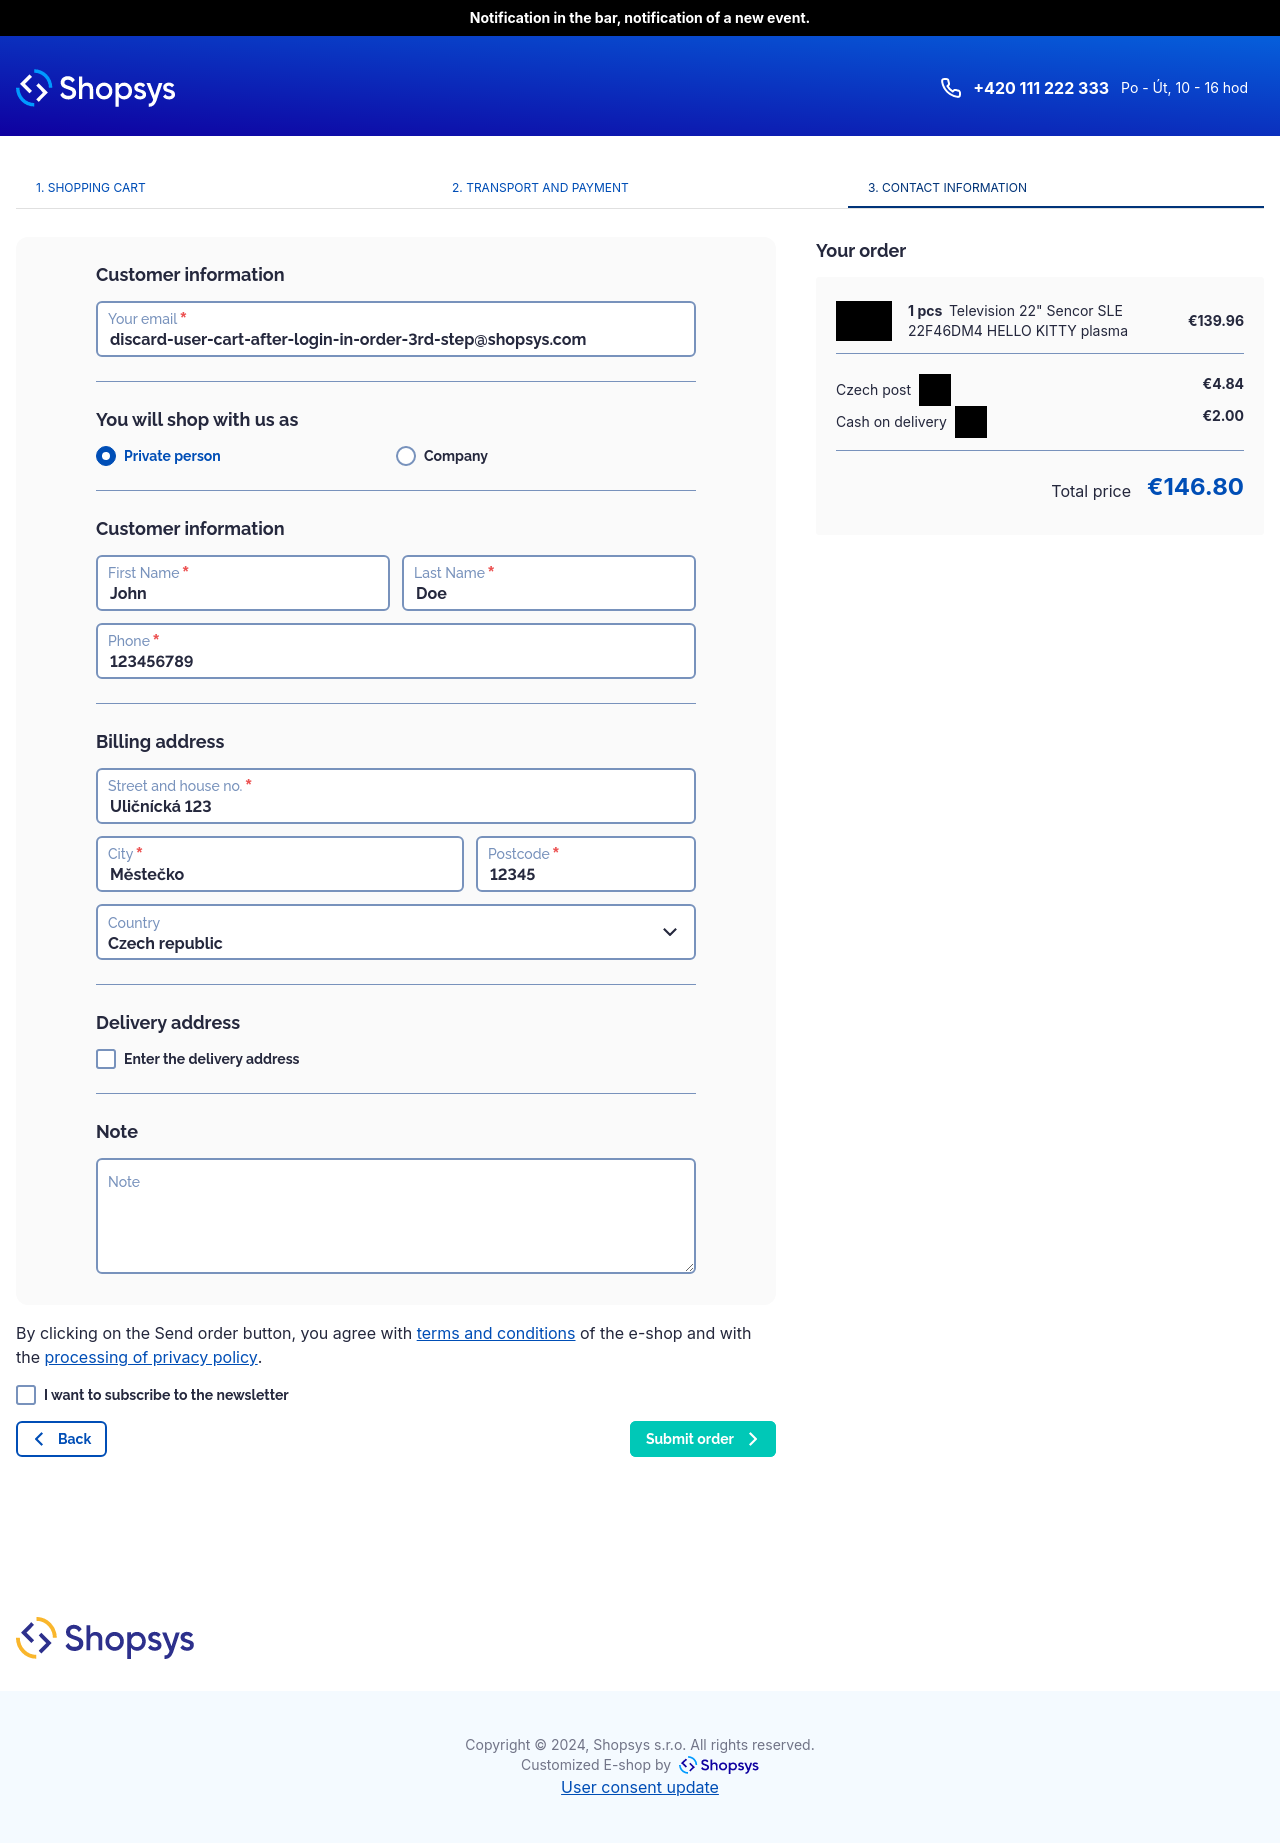 Notification in the bar, notification of a new event.
Shopsys
+420 111 222 333 Po - Út, 10 - 16 hod
1. SHOPPING CART
2. TRANSPORT AND PAYMENT
3. CONTACT INFORMATION
Customer information
Your email *
discard-user-cart-after-login-in-order-3rd-step@shopsys.com
You will shop with us as
Private person
Company
Customer information
First Name *
John
Last Name *
Doe
Phone *
123456789
Billing address
Street and house no. *
Uličnícká 123
City *
Městečko
Postcode *
12345
Country
Czech republic
Delivery address
Enter the delivery address
Note
Note
By clicking on the Send order button, you agree with terms and conditions of the e-shop and with
the processing of privacy policy.
I want to subscribe to the newsletter
Back
Submit order
Your order
1 pcs Television 22" Sencor SLE
22F46DM4 HELLO KITTY plasma
€139.96
Czech post
€4.84
Cash on delivery
€2.00
Total price €146.80
Shopsys
Copyright © 2024, Shopsys s.r.o. All rights reserved.
Customized E-shop by Shopsys
User consent update